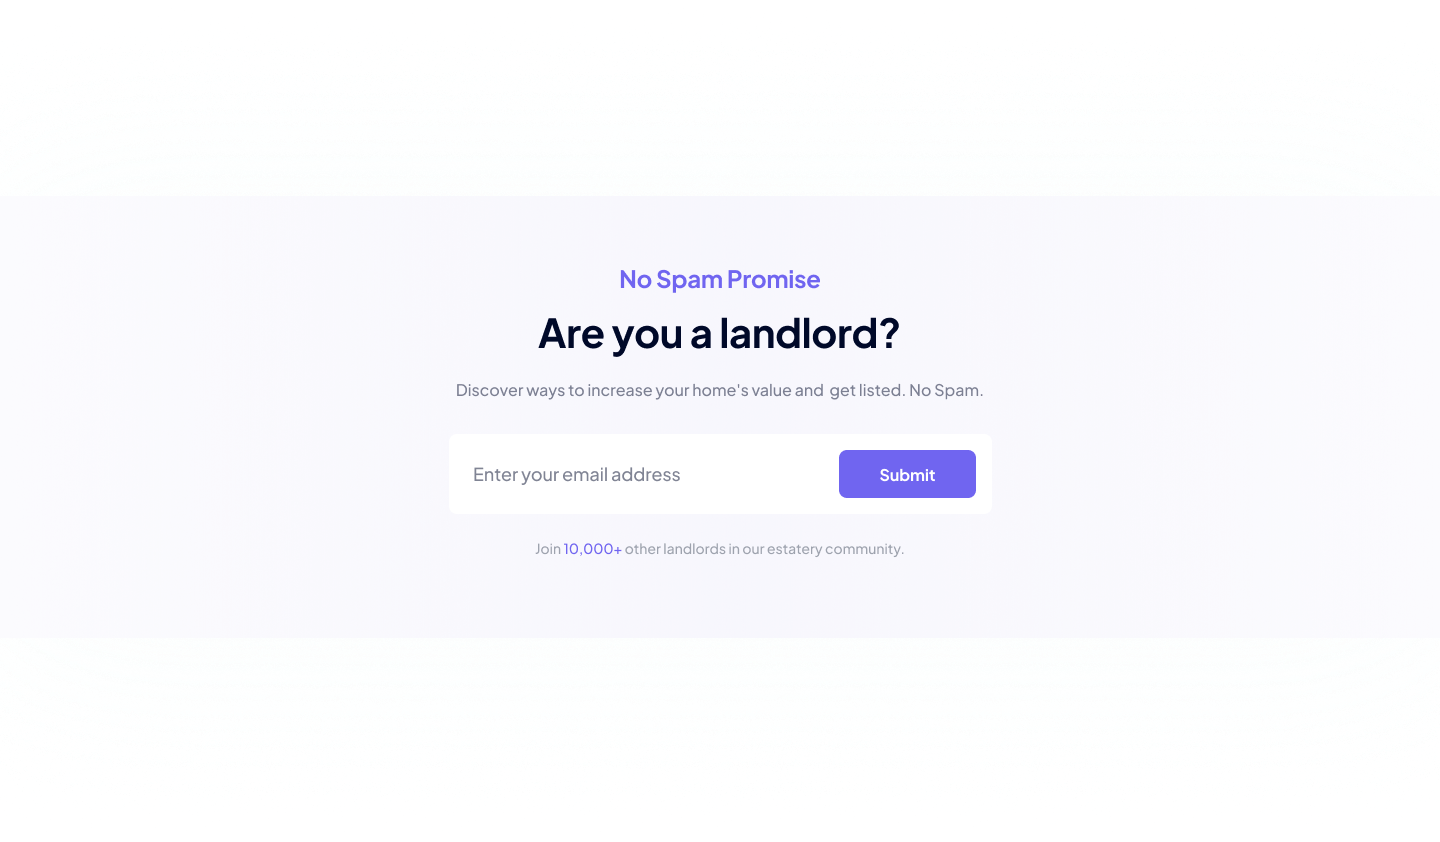 No Spam Promise
Are you a landlord?
Discover ways to increase your home's value and get listed. No Spam.
Enter your email address
Submit
Join 10,000+ other landlords in our estatery community.